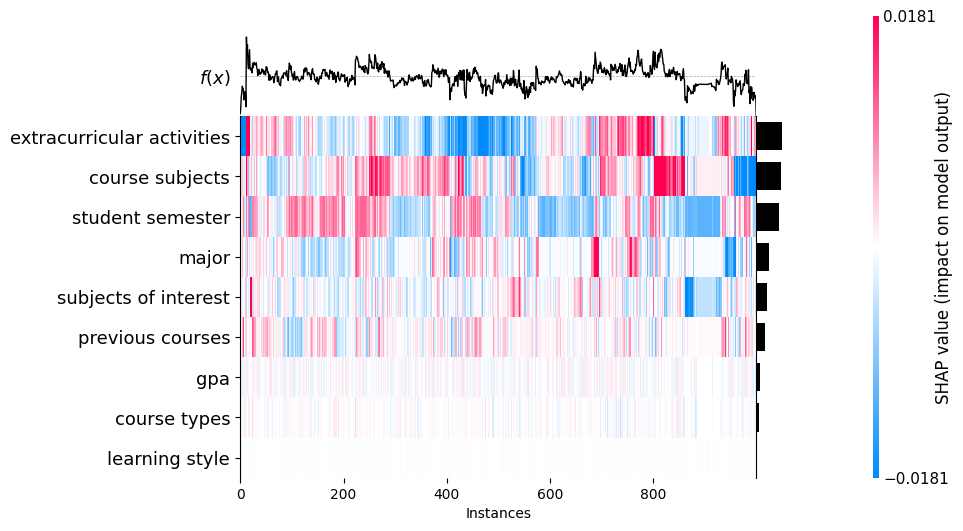 0.0181
f(x)
extracurricular activities
course subjects
student semester
major
subjects of interest
previous courses
gpa
course types
learning style
0 200 400 600 800
Instances
SHAP value (impact on model output)
−0.0181